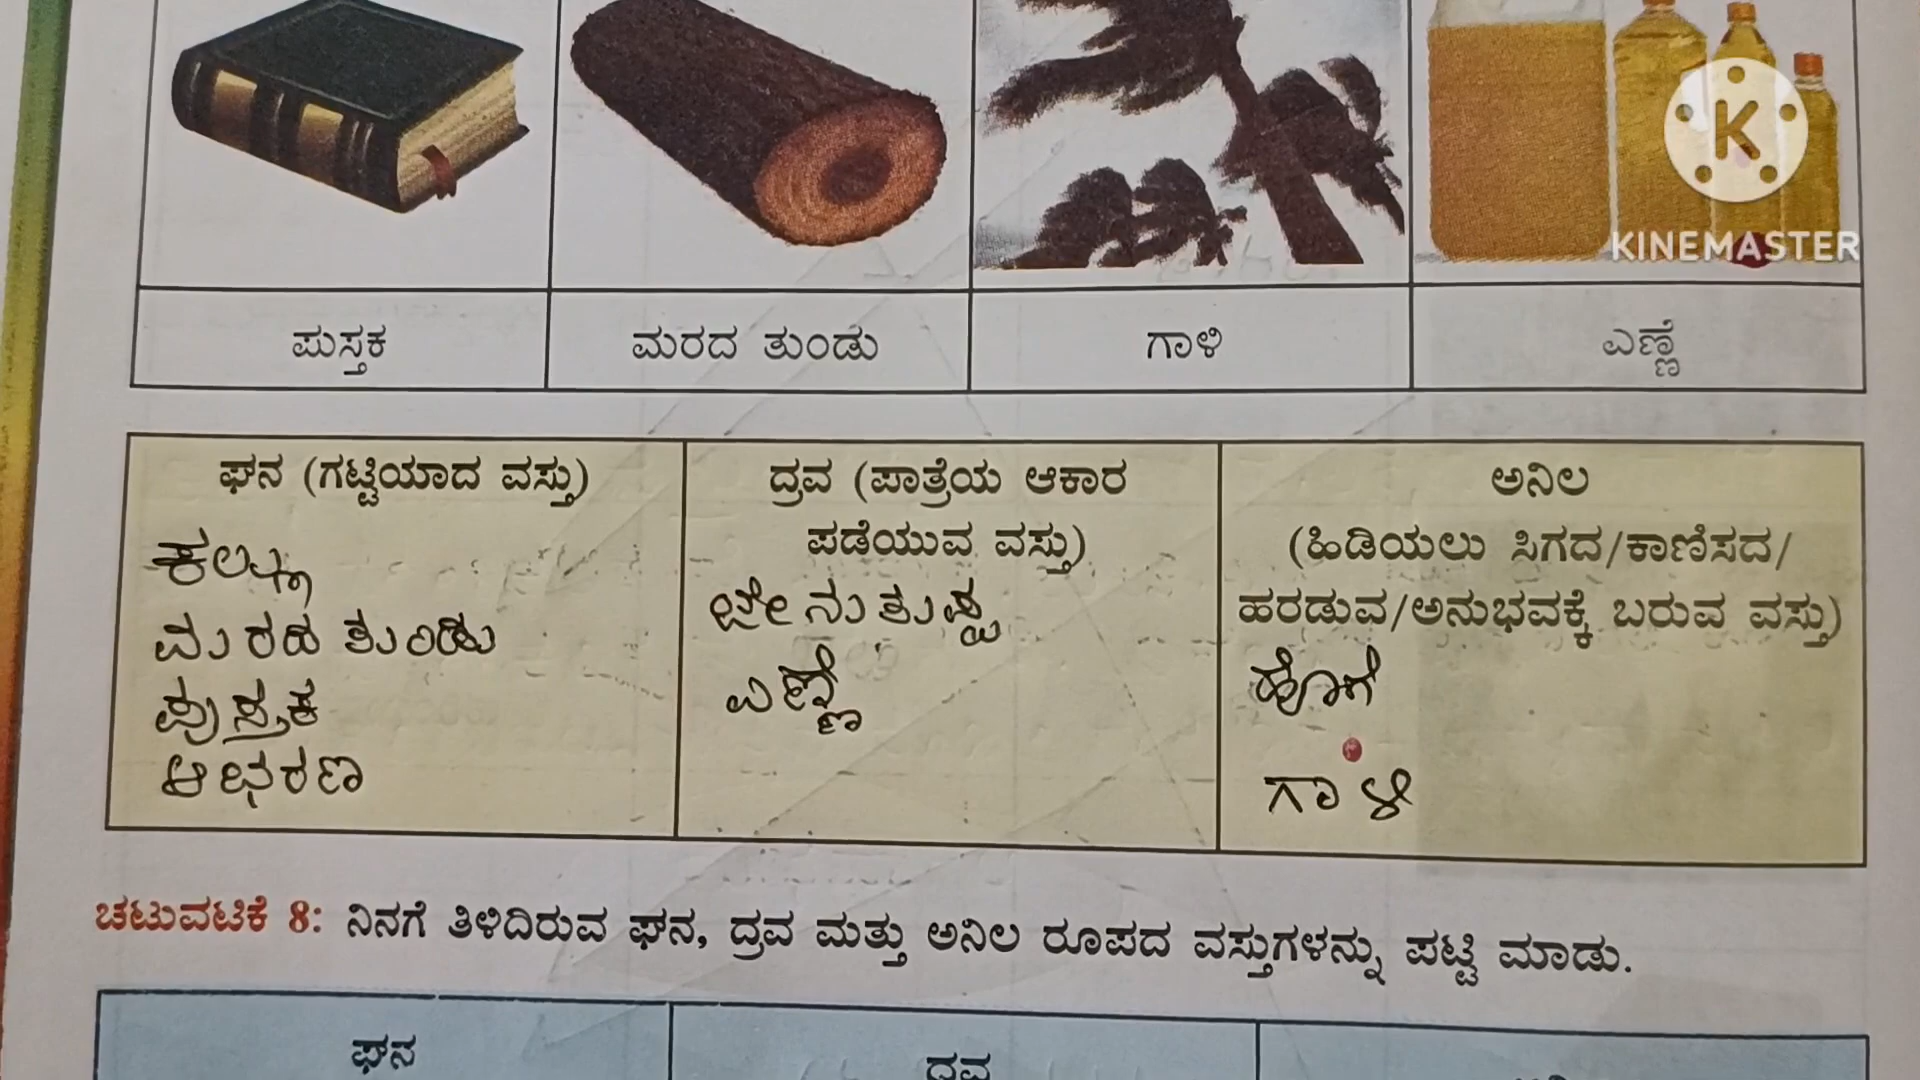 K
KINEMASTER
ಪುಸ್ತಕ ಮರದ ತುಂಡು ಗಾಳಿ ಎಣ್ಣೆ
ಘನ (ಗಟ್ಟಿಯಾದ ವಸ್ತು)
ಕಲ್ಲು
ಮರದ ತುಂಡು
ಪುಸ್ತಕ
ಆಭರಣ
ದ್ರವ (ಪಾತ್ರೆಯ ಆಕಾರ
ಪಡೆಯುವ ವಸ್ತು)
ಜೇನು ತುಪ್ಪ
ಎಣ್ಣೆ
ಅನಿಲ
(ಹಿಡಿಯಲು ಸಿಗದ/ಕಾಣಿಸದ/
ಹರಡುವ/ಅನುಭವಕ್ಕೆ ಬರುವ ವಸ್ತು)
ಹೊಗೆ
ಗಾಳಿ
ಚಟುವಟಿಕೆ 8: ನಿನಗೆ ತಿಳಿದಿರುವ ಘನ, ದ್ರವ ಮತ್ತು ಅನಿಲ ರೂಪದ ವಸ್ತುಗಳನ್ನು ಪಟ್ಟಿ ಮಾಡು.
ಘನ ದ್ರವ